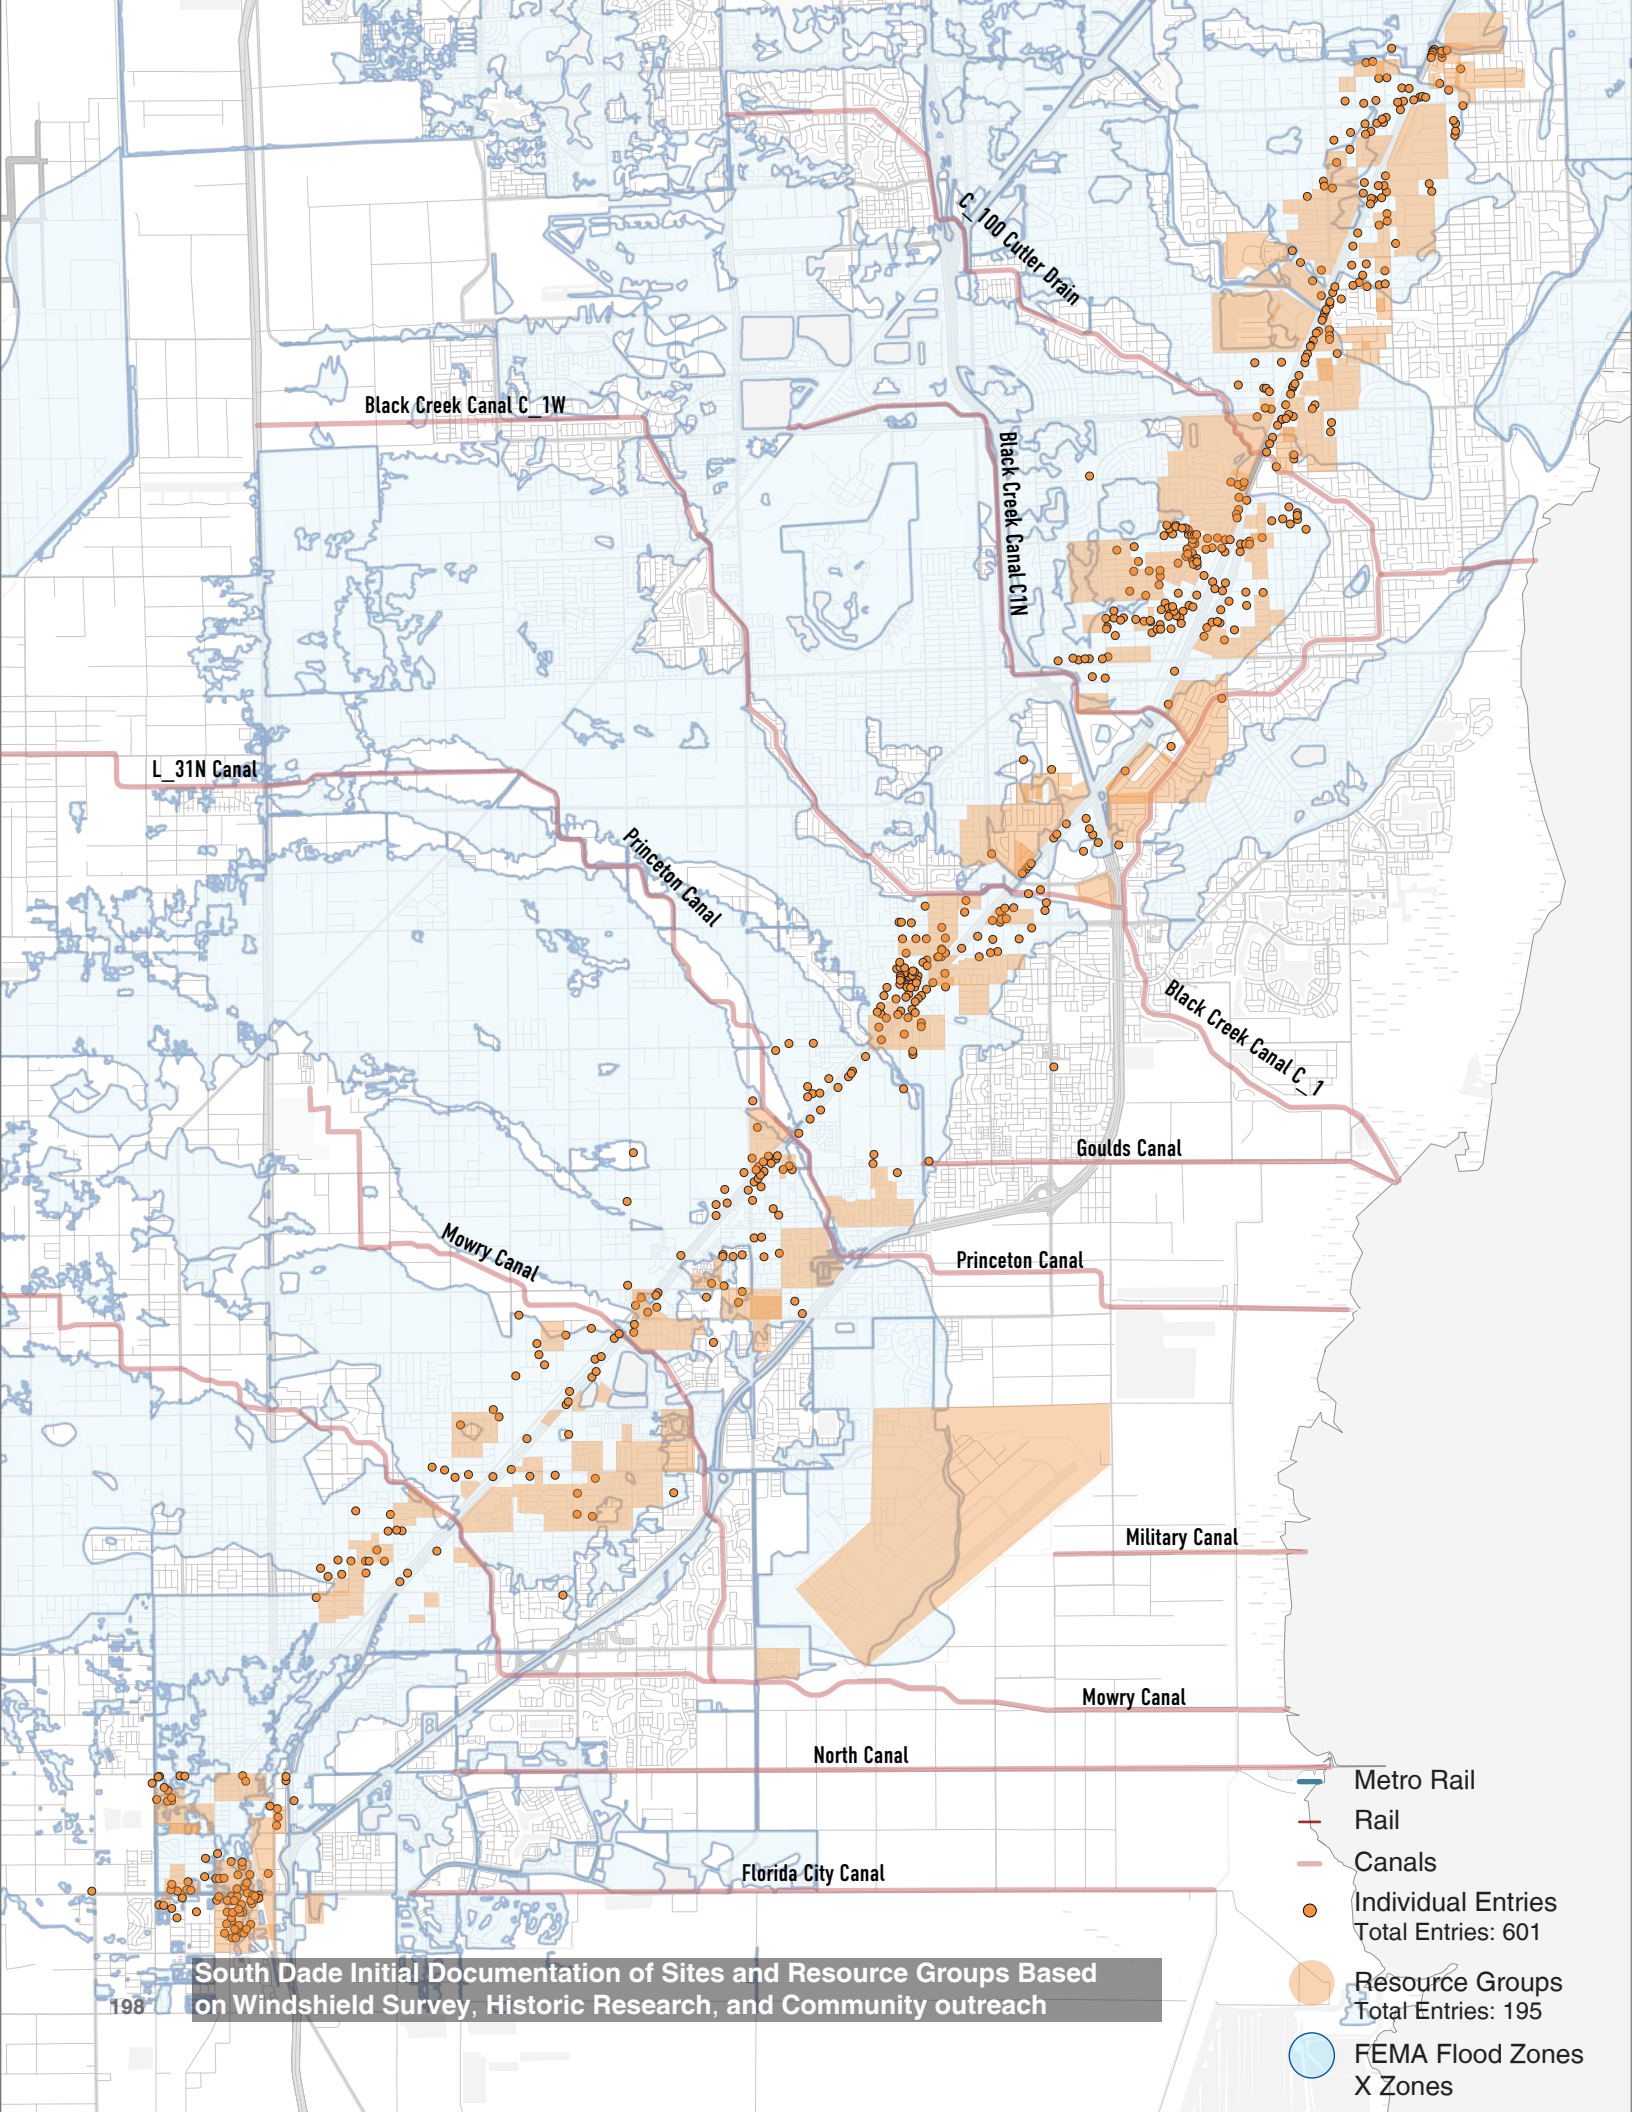 C_100 Cutler Drain
Black Creek Canal C_1W
Black Creek Canal C1N
L_31N Canal
Princeton Canal
Black Creek Canal C_1
Goulds Canal
Mowry Canal
Princeton Canal
Military Canal
Mowry Canal
North Canal
Florida City Canal
Metro Rail
Rail
Canals
Individual Entries
Total Entries: 601
Resource Groups
Total Entries: 195
FEMA Flood Zones
X Zones
South Dade Initial Documentation of Sites and Resource Groups Based
on Windshield Survey, Historic Research, and Community outreach
198